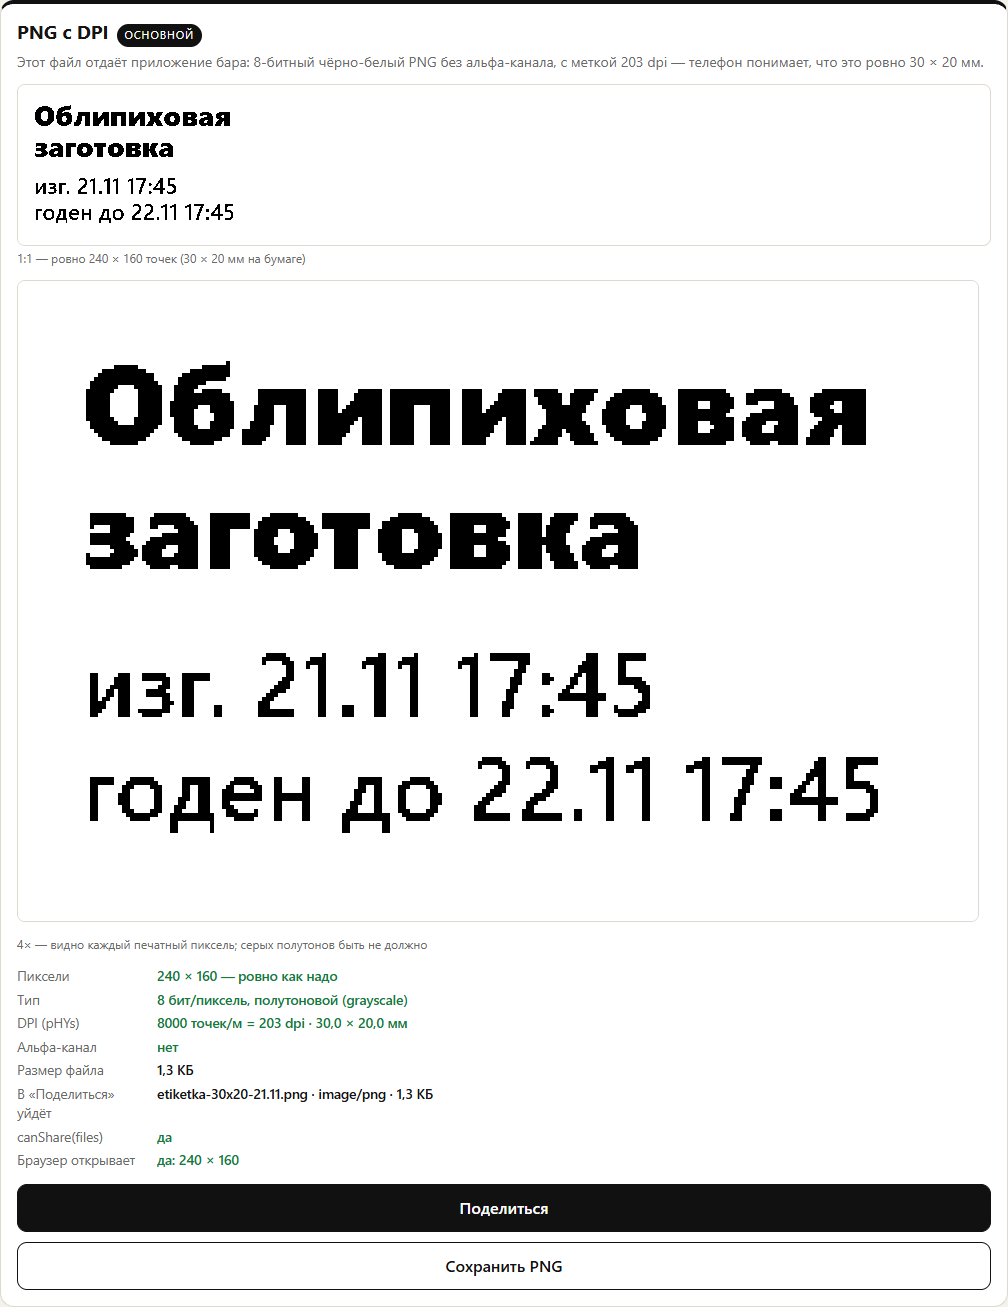 PNG с DPI ОСНОВНОЙ
Этот файл отдаёт приложение бара: 8-битный чёрно-белый PNG без альфа-канала, с меткой 203 dpi — телефон понимает, что это ровно 30 × 20 мм.
Облипиховая
заготовка
изг. 21.11 17:45
годен до 22.11 17:45
1:1 — ровно 240 × 160 точек (30 × 20 мм на бумаге)
Облипиховая
заготовка
изг. 21.11 17:45
годен до 22.11 17:45
4× — видно каждый печатный пиксель; серых полутонов быть не должно
Пиксели 240 × 160 — ровно как надо
Тип 8 бит/пиксель, полутоновой (grayscale)
DPI (pHYs) 8000 точек/м = 203 dpi · 30,0 × 20,0 мм
Альфа-канал нет
Размер файла 1,3 КБ
В «Поделиться» etiketka-30x20-21.11.png · image/png · 1,3 КБ
уйдёт
canShare(files) да
Браузер открывает да: 240 × 160
Поделиться
Сохранить PNG